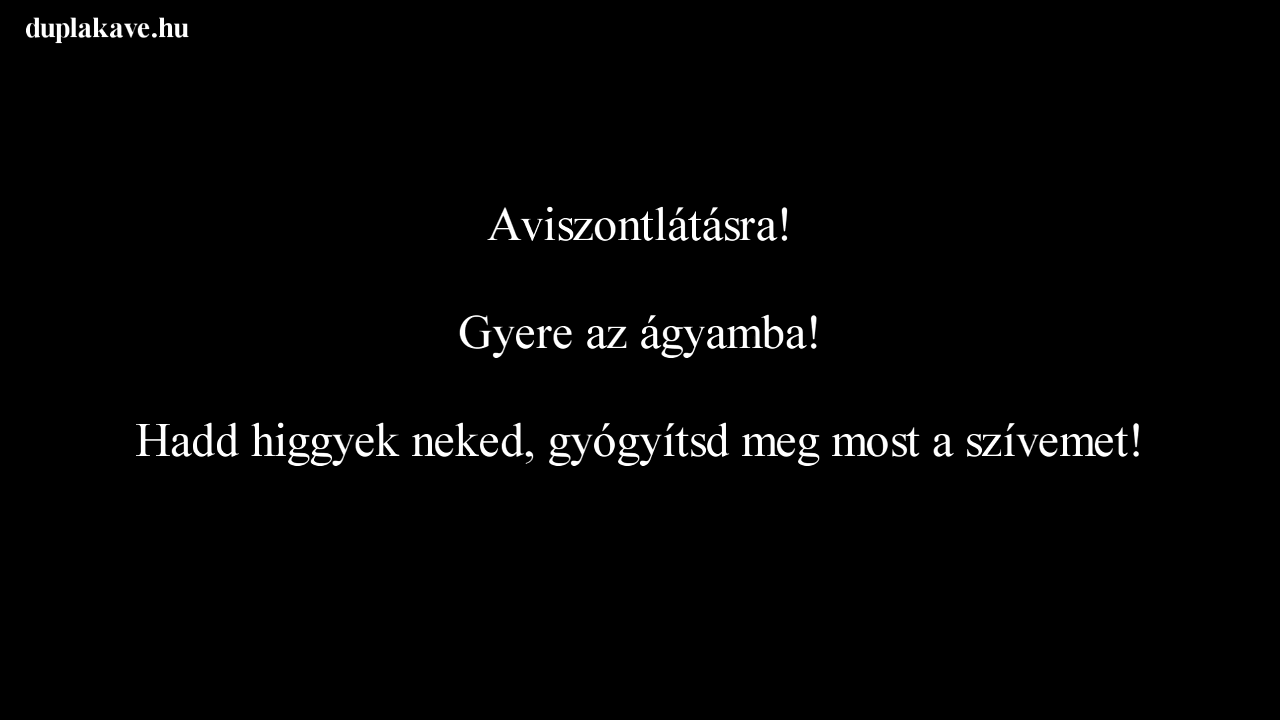 duplakave.hu
Aviszontlátásra!
Gyere az ágyamba!
Hadd higgyek neked, gyógyítsd meg most a szívemet!